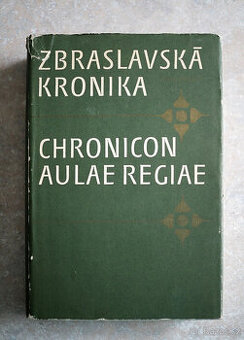 ZBRASLAVSKÁ
KRONIKA
CHRONICON
AULAE REGIAE